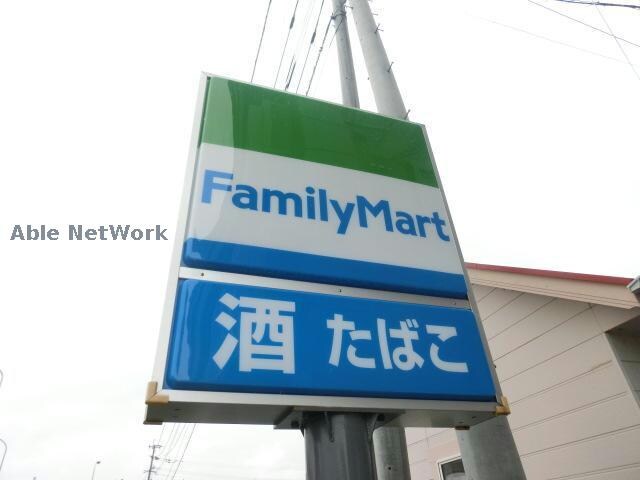 FamilyMart
Able NetWork
酒 たばこ